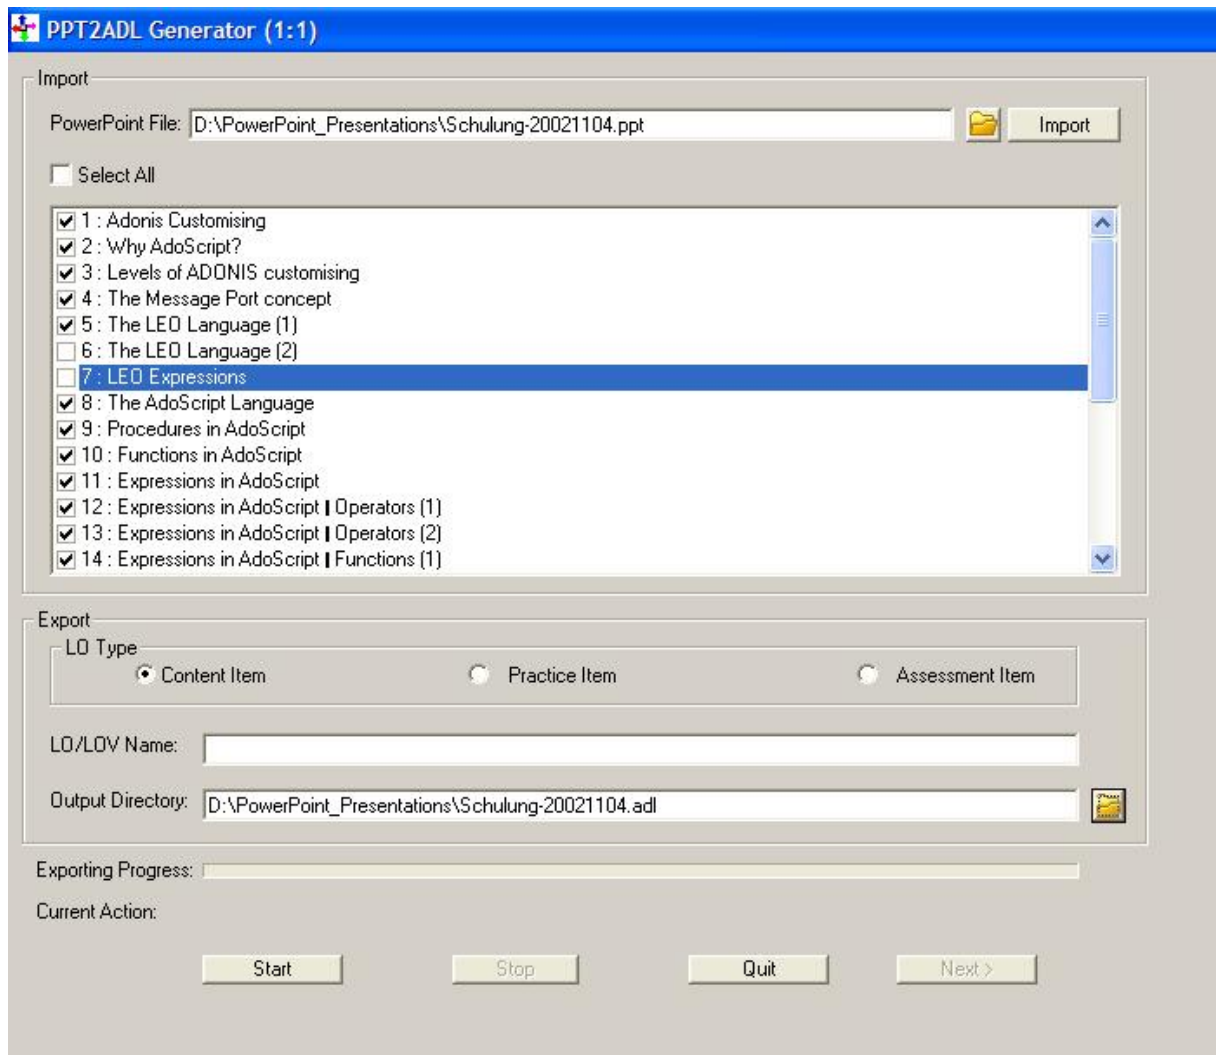 PPT2ADL Generator (1:1)
Import
PowerPoint File: D:\PowerPoint_Presentations\Schulung-20021104.ppt Import
Select All
1 : Adonis Customising
2 : Why AdoScript?
3 : Levels of ADONIS customising
4 : The Message Port concept
5 : The LEO Language (1)
6 : The LEO Language (2)
7 : LEO Expressions
8 : The AdoScript Language
9 : Procedures in AdoScript
10 : Functions in AdoScript
11 : Expressions in AdoScript
12 : Expressions in AdoScript | Operators (1)
13 : Expressions in AdoScript | Operators (2)
14 : Expressions in AdoScript | Functions (1)
Export
LO Type
Content Item Practice Item Assessment Item
LO/LOV Name:
Output Directory: D:\PowerPoint_Presentations\Schulung-20021104.adl
Exporting Progress:
Current Action:
Start Stop Quit Next >